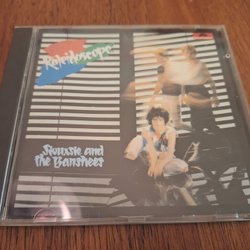 Kaleidoscope
Siouxsie and
the Banshees